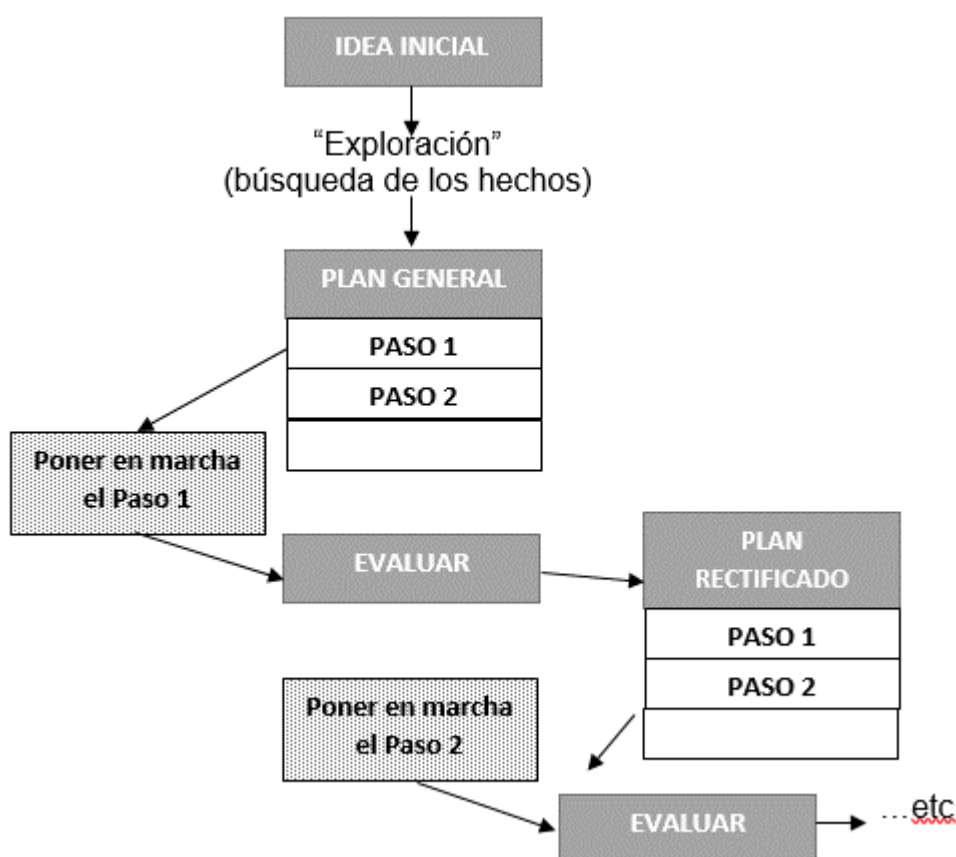 IDEA INICIAL
“Exploración”
(búsqueda de los hechos)
PLAN GENERAL
PASO 1
PASO 2
Poner en marcha
el Paso 1
EVALUAR
PLAN
RECTIFICADO
PASO 1
PASO 2
Poner en marcha
el Paso 2
EVALUAR
...etc